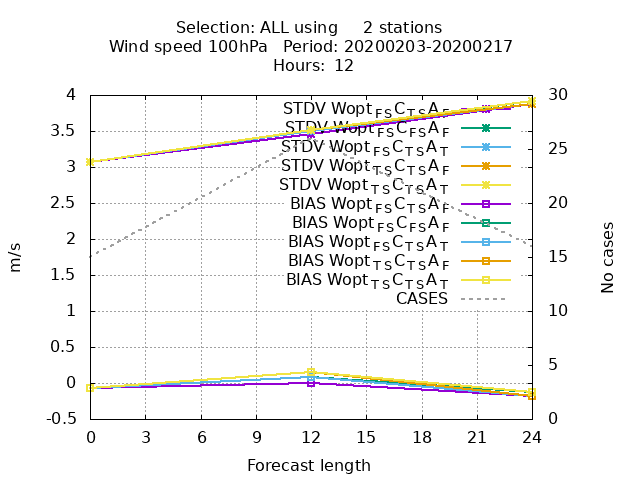 Selection: ALL using 2 stations
Wind speed 100hPa Period: 20200203-20200217
Hours: 12
4
3.5
3
2.5
2
1.5
1
0.5
0
-0.5
m/s
STDV Wopt FS C TS A F
STDV Wopt FS C FS A F
STDV Wopt FS C TS A T
STDV Wopt TS C TS A F
STDV Wopt TS C TS A T
BIAS Wopt FS C TS A F
BIAS Wopt FS C FS A F
BIAS Wopt FS C TS A T
BIAS Wopt TS C TS A F
BIAS Wopt TS C TS A T
CASES
30
25
20
15
10
5
0
No cases
0 3 6 9 12 15 18 21 24
Forecast length